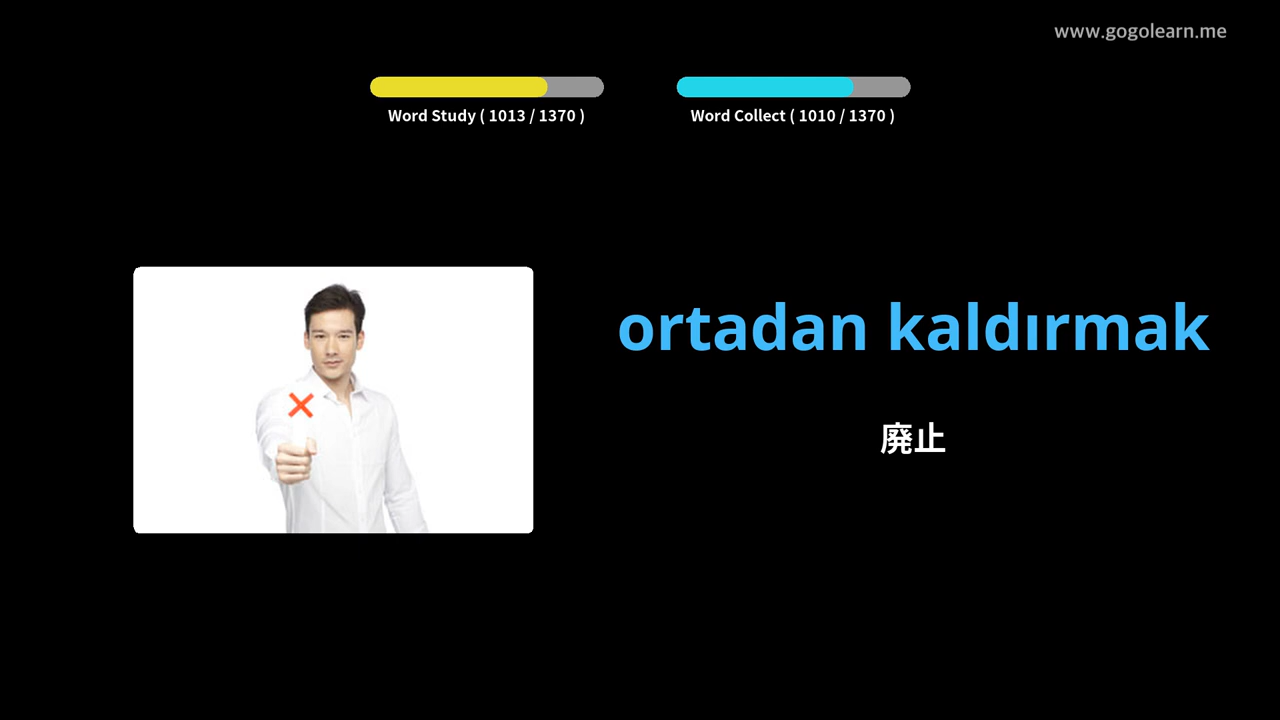 www.gogolearn.me
Word Study ( 1013 / 1370 )
Word Collect ( 1010 / 1370 )
ortadan kaldırmak
廃止